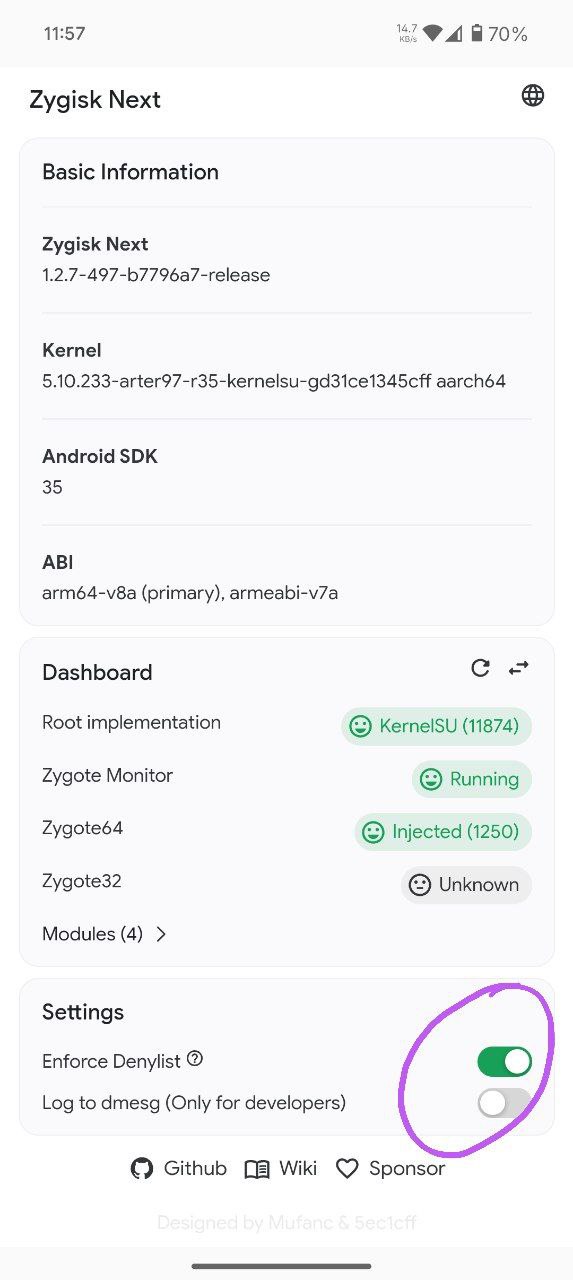 11:57
14.7 KB/s 70%
Zygisk Next
Basic Information
Zygisk Next
1.2.7-497-b7796a7-release
Kernel
5.10.233-arter97-r35-kernelsu-gd31ce1345cff aarch64
Android SDK
35
ABI
arm64-v8a (primary), armeabi-v7a
Dashboard
Root implementation KernelSU (11874)
Zygote Monitor Running
Zygote64 Injected (1250)
Zygote32 Unknown
Modules (4)
Settings
Enforce Denylist
Log to dmesg (Only for developers)
Github Wiki Sponsor
Designed by Mufanc & 5ec1cff